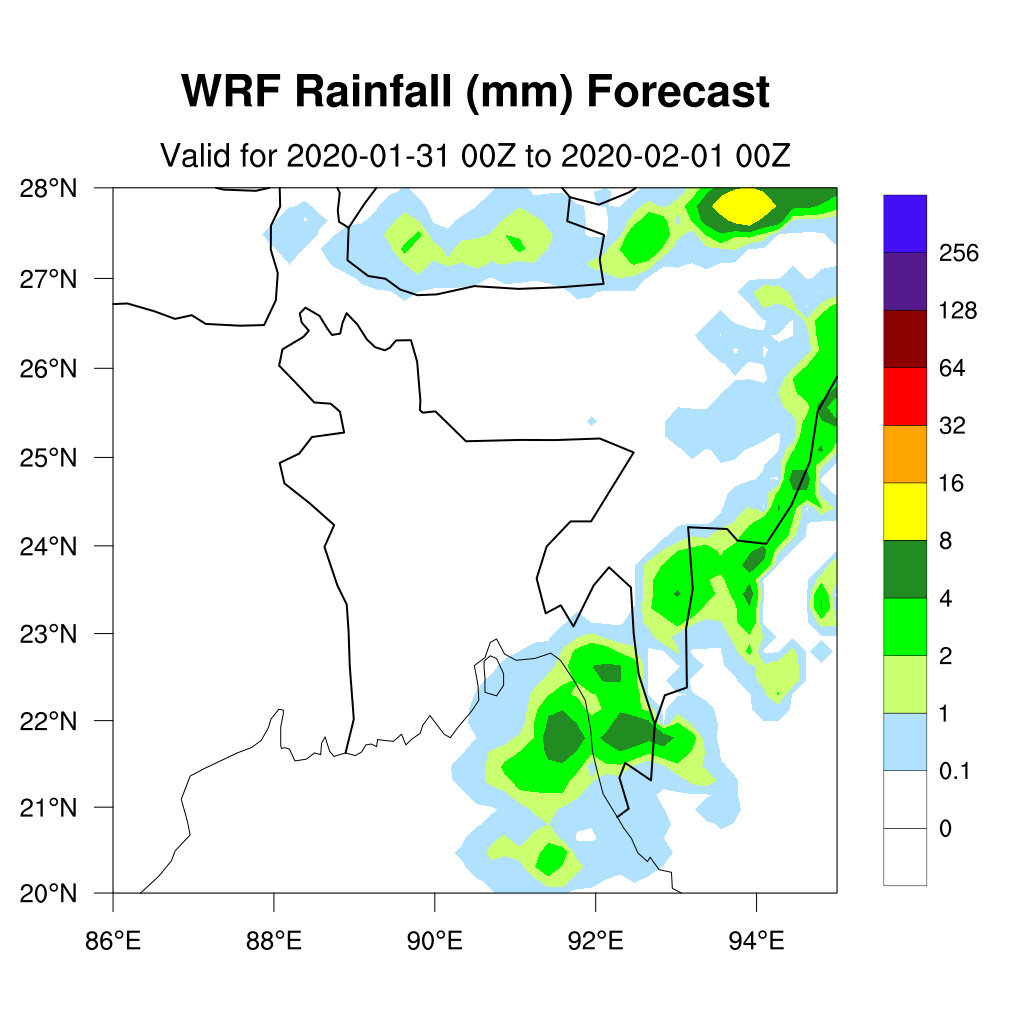 WRF Rainfall (mm) Forecast
Valid for 2020-01-31 00Z to 2020-02-01 00Z
28°N
27°N
26°N
25°N
24°N
23°N
22°N
21°N
20°N
86°E 88°E 90°E 92°E 94°E
256
128
64
32
16
8
4
2
1
0.1
0